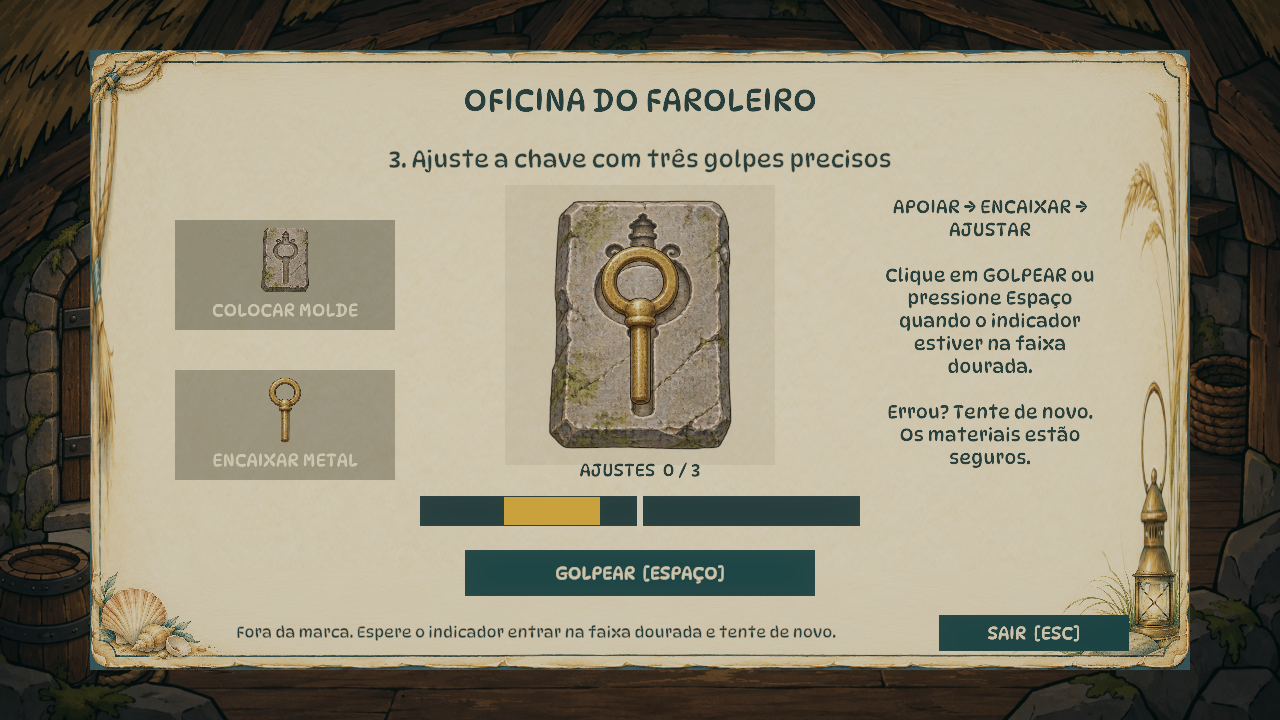 OFICINA DO FAROLEIRO
3. Ajuste a chave com três golpes precisos
COLOCAR MOLDE
ENCAIXAR METAL
AJUSTES 0 / 3
APOIAR → ENCAIXAR →
AJUSTAR
Clique em GOLPEAR ou
pressione Espaço
quando o indicador
estiver na faixa
dourada.
Errou? Tente de novo.
Os materiais estão
seguros.
GOLPEAR [ESPAÇO]
Fora da marca. Espere o indicador entrar na faixa dourada e tente de novo.
SAIR [ESC]